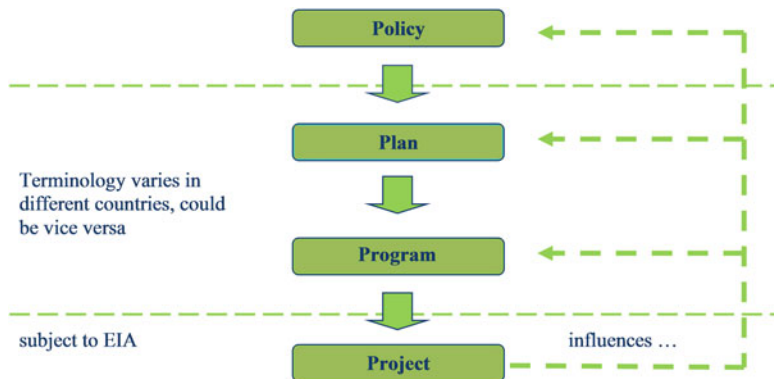 Policy
Plan
Terminology varies in
different countries, could
be vice versa
Program
subject to EIA
influences ...
Project